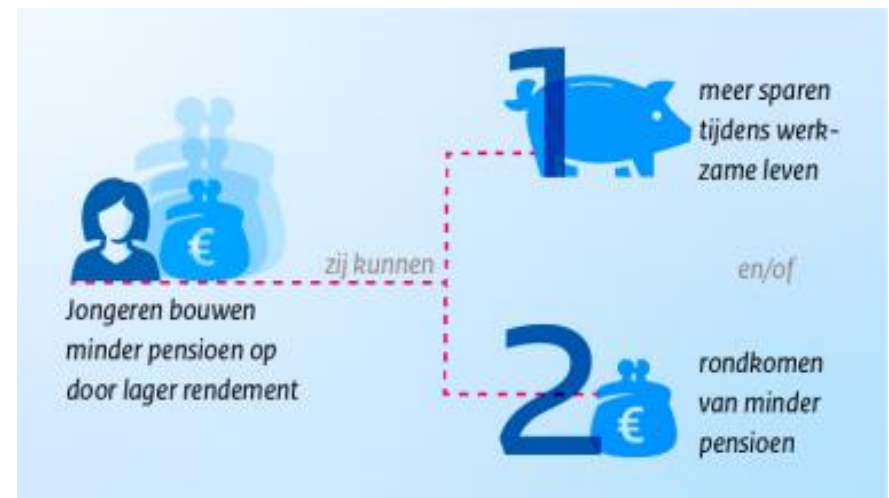 €
Jongeren bouwen
minder pensioen op
door lager rendement
zij kunnen
1
meer sparen
tijdens werk-
zame leven
en/of
2
€
rondkomen
van minder
pensioen